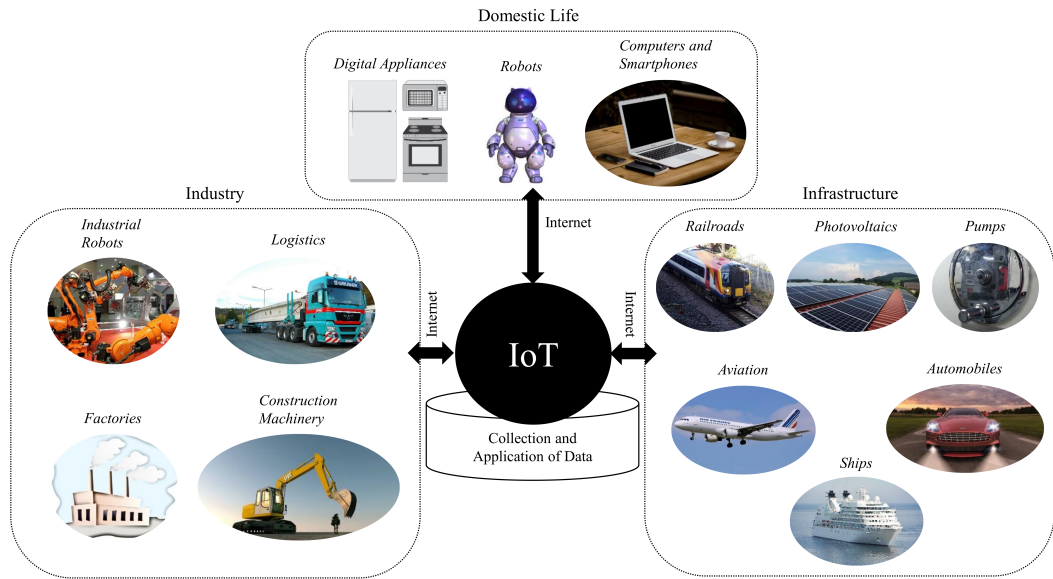 Domestic Life
Digital Appliances
Robots
Computers and
Smartphones
Industry
Internet
Infrastructure
Industrial
Robots
Logistics
Railroads
Photovoltaics
Pumps
Internet
IoT
Internet
Factories
Construction
Machinery
Collection and
Application of Data
Aviation
Automobiles
Ships